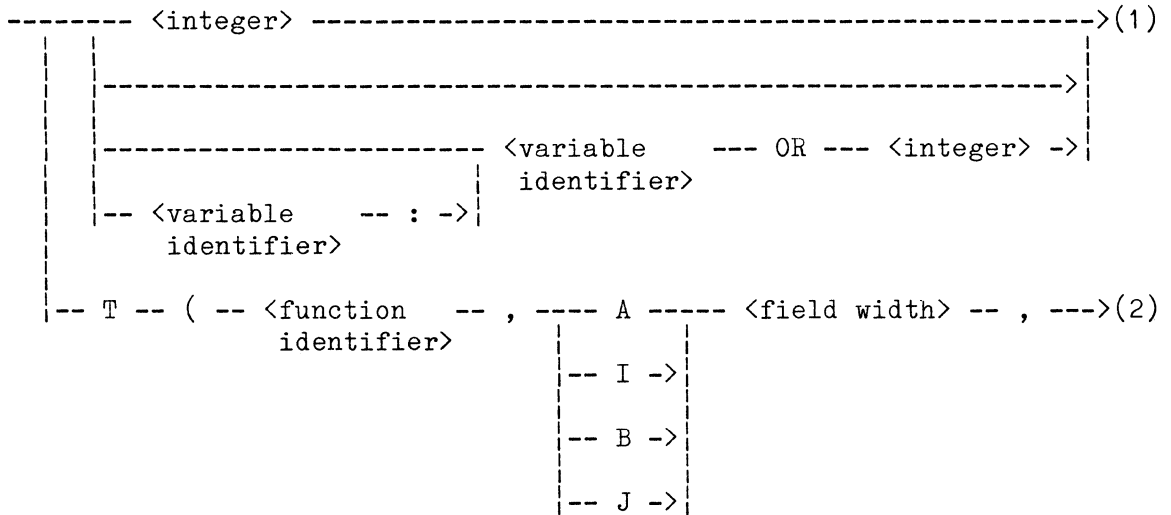 -------- <integer> --------------------------------------------------->(1)
|  |                                                              |
|  |------------------------------------------------------------->|
|  |                                                              |
|  |------------------------ <variable    --- OR --- <integer> ->|
|  |                       |  identifier>
|  |-- <variable   -- : ->|
|      identifier>
|
|-- T -- ( -- <function   -- , ---- A ----- <field width> -- , --->(2)
               identifier>      |        |
                                |-- I ->|
                                |        |
                                |-- B ->|
                                |        |
                                |-- J ->|